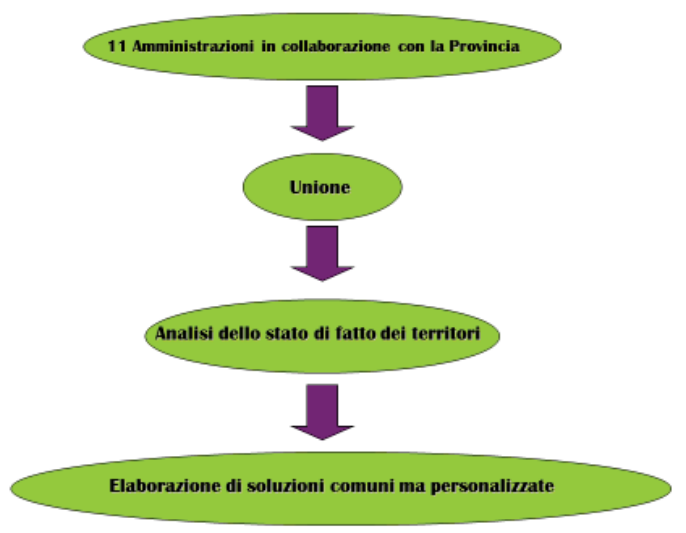 11 Amministrazioni in collaborazione con la Provincia
Unione
Analisi dello stato di fatto dei territori
Elaborazione di soluzioni comuni ma personalizzate